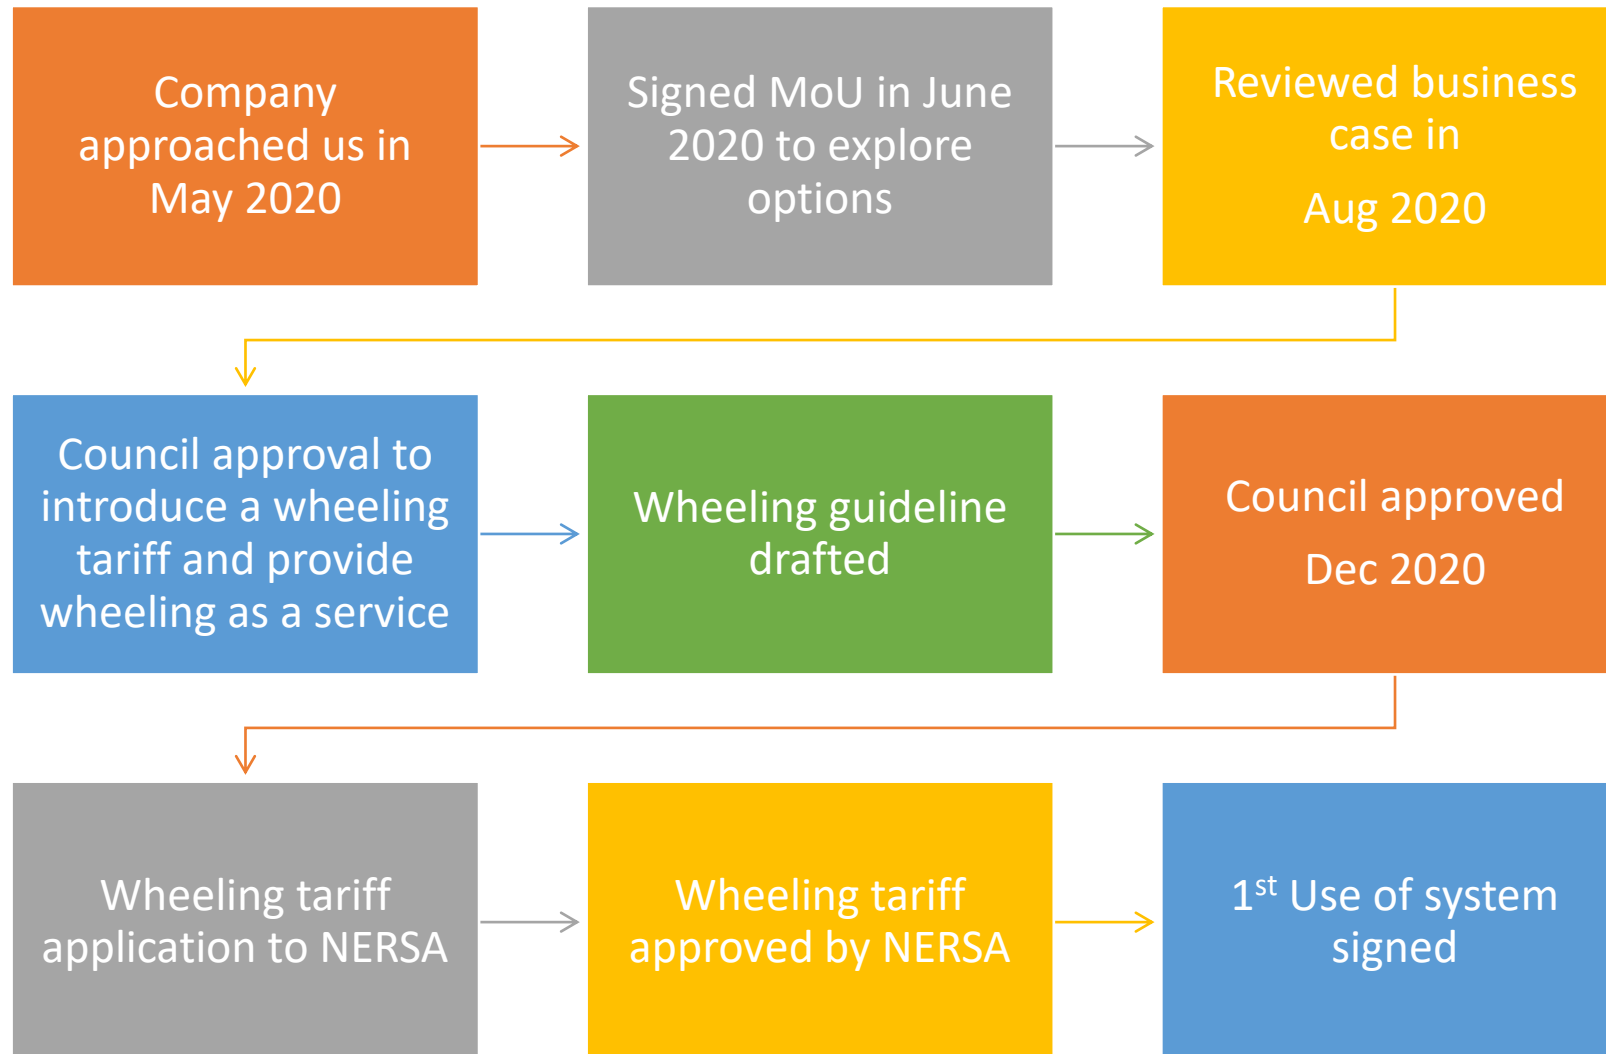 Company
approached us in
May 2020
Signed MoU in June
2020 to explore
options
Reviewed business
case in
Aug 2020
Council approval to
introduce a wheeling
tariff and provide
wheeling as a service
Wheeling guideline
drafted
Council approved
Dec 2020
Wheeling tariff
application to NERSA
Wheeling tariff
approved by NERSA
1st Use of system
signed